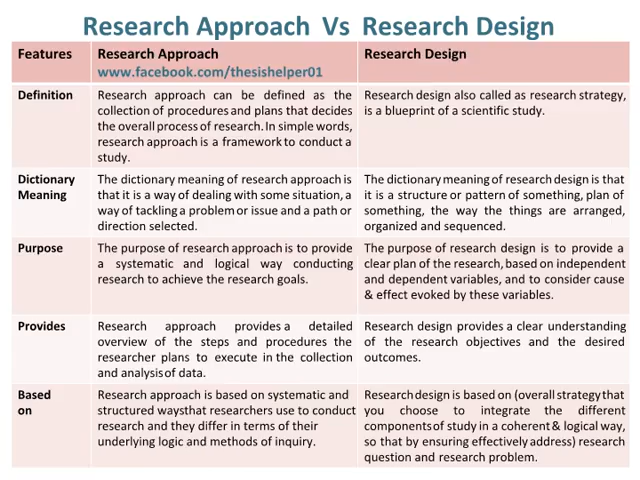 Research Approach Vs Research Design
Features
Research Approach
www.facebook.com/thesishelper01
Research Design
Definition
Research approach can be defined as the
collection of procedures and plans that decides
the overall process of research. In simple words,
research approach is a framework to conduct a
study.
Research design also called as research strategy,
is a blueprint of a scientific study.
Dictionary
Meaning
The dictionary meaning of research approach is
that it is a way of dealing with some situation, a
way of tackling a problem or issue and a path or
direction selected.
The dictionary meaning of research design is that
it is a structure or pattern of something, plan of
something, the way the things are arranged,
organized and sequenced.
Purpose
The purpose of research approach is to provide
a systematic and logical way conducting
research to achieve the research goals.
The purpose of research design is to provide a
clear plan of the research, based on independent
and dependent variables, and to consider cause
& effect evoked by these variables.
Provides
Research approach provides a detailed
overview of the steps and procedures the
researcher plans to execute in the collection
and analysis of data.
Research design provides a clear understanding
of the research objectives and the desired
outcomes.
Based
on
Research approach is based on systematic and
structured waysthat researchers use to conduct
research and they differ in terms of their
underlying logic and methods of inquiry.
Research design is based on (overall strategy that
you choose to integrate the different
components of study in a coherent & logical way,
so that by ensuring effectively address) research
question and research problem.